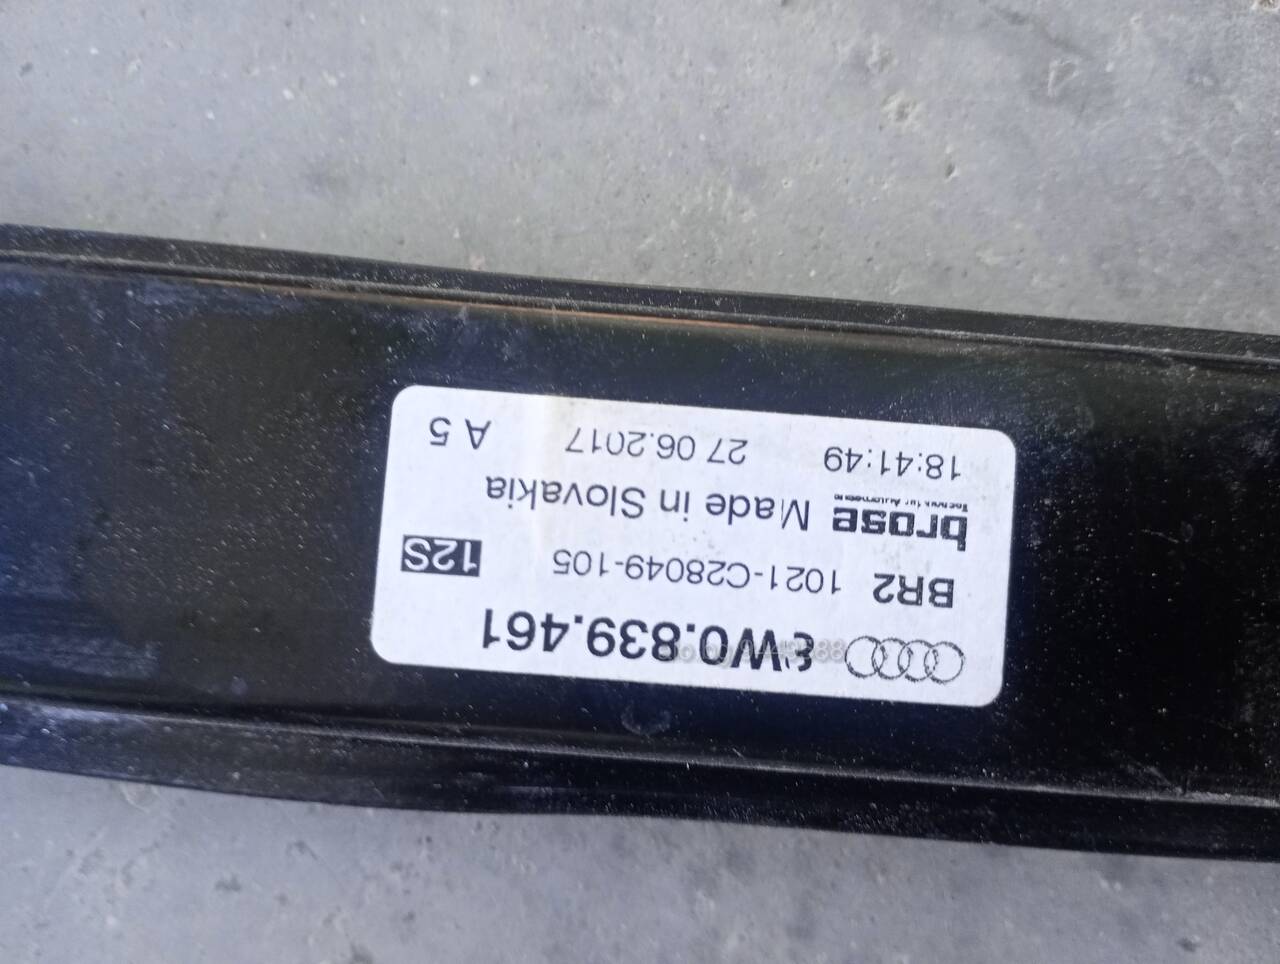 8W0.839.461
BR2 1021-C28049-105 12S
brose Made in Slovakia
18:41:49 27 06.2017 A 5